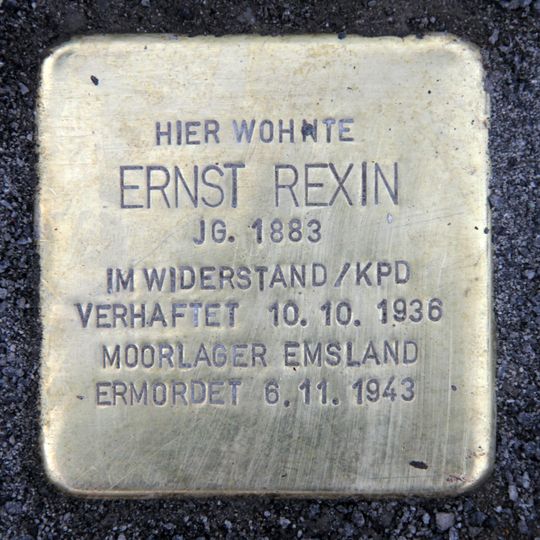 HIER WOHNTE
ERNST REXIN
JG. 1883
IM WIDERSTAND / KPD
VERHAFTET 10. 10. 1936
MOORLAGER EMSLAND
ERMORDET 6. 11. 1943